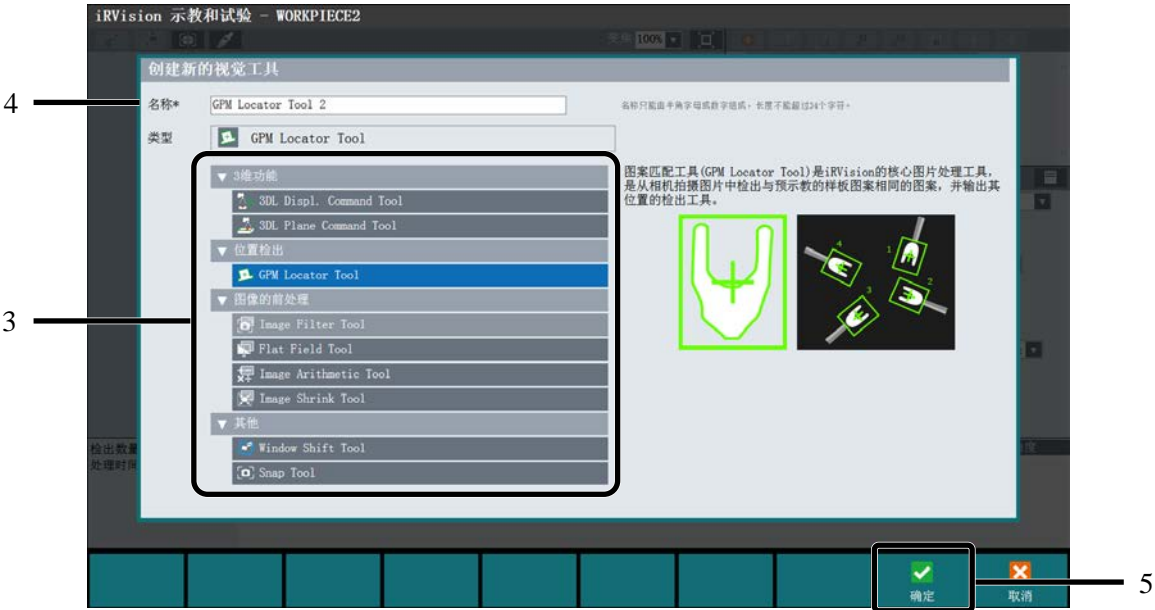 iRVision 示教和试验 - WORKPIECE2
100%
创建新的视觉工具
4
名称*
GPM Locator Tool 2
名称只能由半角字母或数字组成，长度不能超过34个字符。
类型
GPM Locator Tool
▼ 3维功能
3DL Displ. Command Tool
3DL Plane Command Tool
▼ 位置检出
GPM Locator Tool
▼ 图像的前处理
3
Image Filter Tool
Flat Field Tool
Image Arithmetic Tool
Image Shrink Tool
▼ 其他
Window Shift Tool
Snap Tool
图案匹配工具(GPM Locator Tool)是iRVision的核心图片处理工具，
是从相机拍摄图片中检出与预示教的样板图案相同的图案，并输出其
位置的检出工具。
4
1
2
3
检出数量
处理时间
确定
取消
5